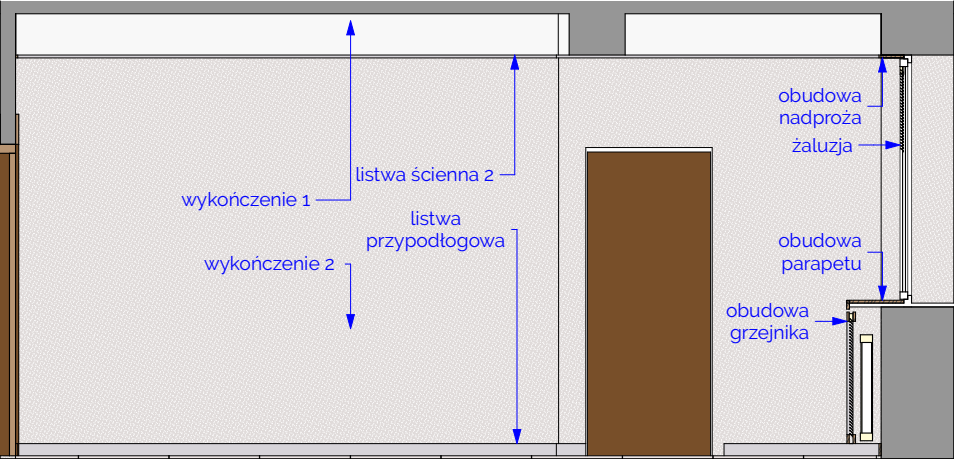 obudowa
nadproża
żaluzja
listwa ścienna 2
wykończenie 1
listwa
przypodłogowa
wykończenie 2
obudowa
parapetu
obudowa
grzejnika